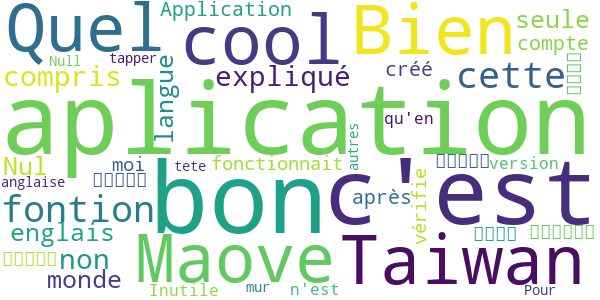 Quel
cool
Bien
Application
seule
compte
tapper
Null
compris
langue
expliqué
créé
cette
aplication
qu'en
autres
Nul
moi
fonctionnait
version
anglaise
tete
bon
c'est
après
vérifie
fontion
englais
non
Maove
Taiwan
monde
Inutile
mur
n'est
Pour